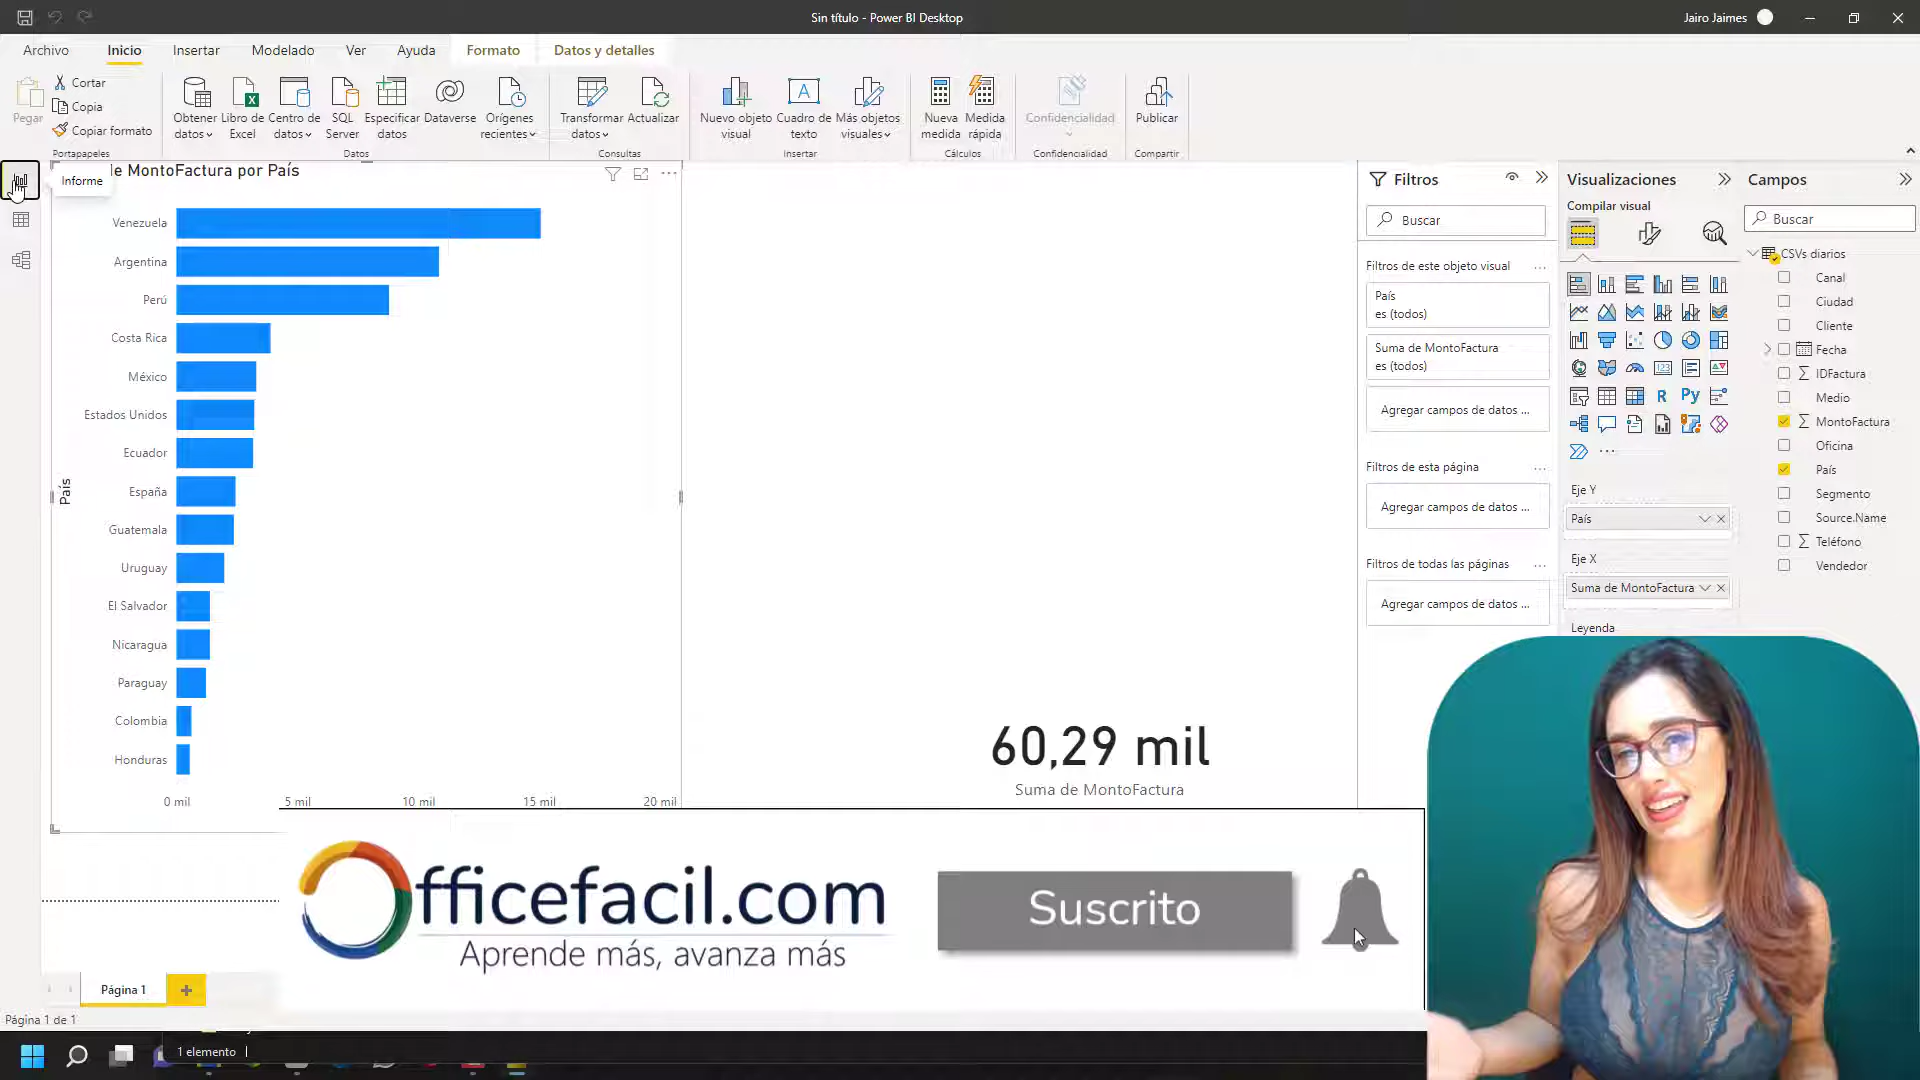 Sin título - Power BI Desktop
Jairo Jaimes
Archivo
Inicio
Insertar
Modelado
Ver
Ayuda
Formato
Datos y detalles
Pegar
Cortar
Copia
Copiar formato
Portapapeles
Obtener datos
Libro de Excel
Centro de datos
SQL Server
Especificar datos
Dataverse
Orígenes recientes
Datos
Transformar datos
Actualizar
Consultas
Nuevo objeto visual
Cuadro de texto
Más objetos visuales
Insertar
Nueva medida
Medida rápida
Cálculos
Confidencialidad
Confidencialidad
Publicar
Compartir
Informe
de MontoFactura por País
País
Venezuela
Argentina
Perú
Costa Rica
México
Estados Unidos
Ecuador
España
Guatemala
Uruguay
El Salvador
Nicaragua
Paraguay
Colombia
Honduras
0 mil
5 mil
10 mil
15 mil
20 mil
60,29 mil
Suma de MontoFactura
Filtros
Buscar
Filtros de este objeto visual
País
es (todos)
Suma de MontoFactura
es (todos)
Agregar campos de datos ...
Filtros de esta página
Agregar campos de datos ...
Filtros de todas las páginas
Agregar campos de datos ...
Visualizaciones
Compilar visual
123
R
Py
Eje Y
País
Eje X
Suma de MontoFactura
Leyenda
Campos
Buscar
CSVs diarios
Canal
Ciudad
Cliente
Fecha
IDFactura
Medio
MontoFactura
Oficina
País
Segmento
Source.Name
Teléfono
Vendedor
Officefacil.com
Aprende más, avanza más
Suscrito
Página 1
Página 1 de 1
1 elemento